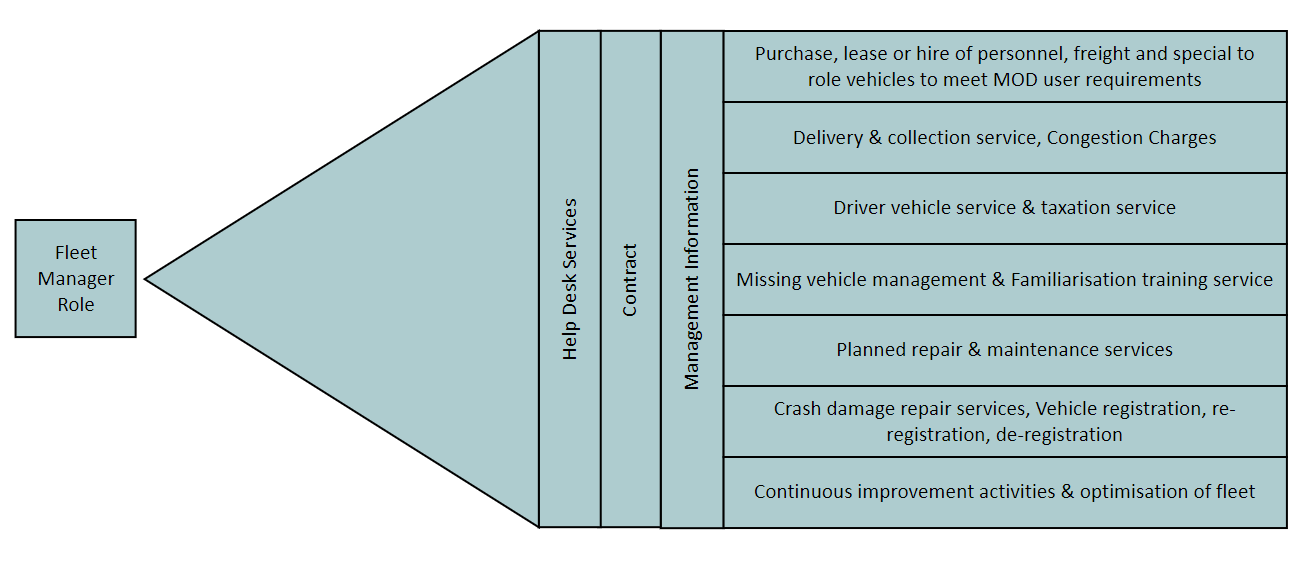 Fleet
Manager
Role
Help Desk Services
Contract
Management Information
Purchase, lease or hire of personnel, freight and special to
role vehicles to meet MOD user requirements
Delivery & collection service, Congestion Charges
Driver vehicle service & taxation service
Missing vehicle management & Familiarisation training service
Planned repair & maintenance services
Crash damage repair services, Vehicle registration, re-
registration, de-registration
Continuous improvement activities & optimisation of fleet